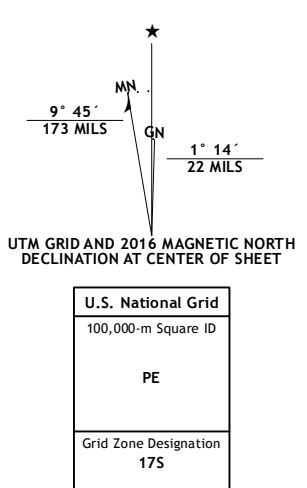 MN
9° 45´
173 MILS
GN
1° 14´
22 MILS
UTM GRID AND 2016 MAGNETIC NORTH
DECLINATION AT CENTER OF SHEET
U.S. National Grid
100,000-m Square ID
PE
Grid Zone Designation
17S